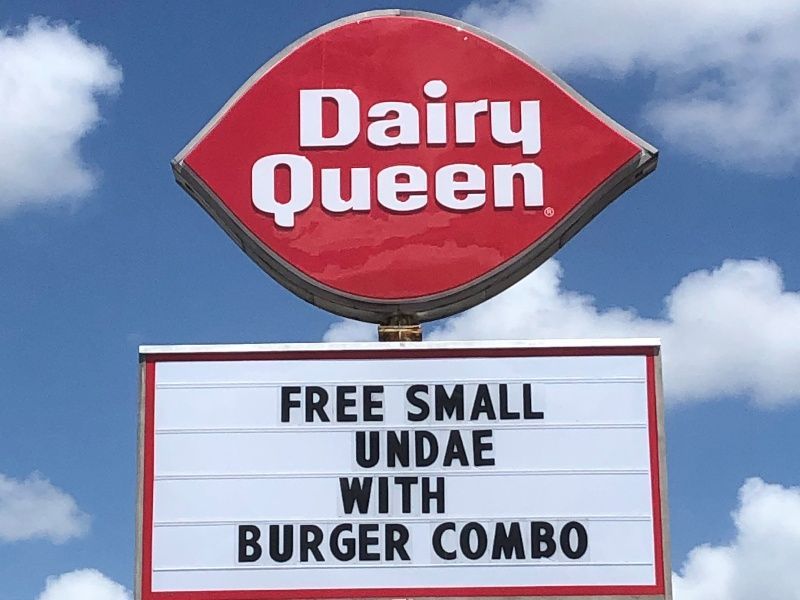 Dairy
Queen®
FREE SMALL
UNDAE
WITH
BURGER COMBO